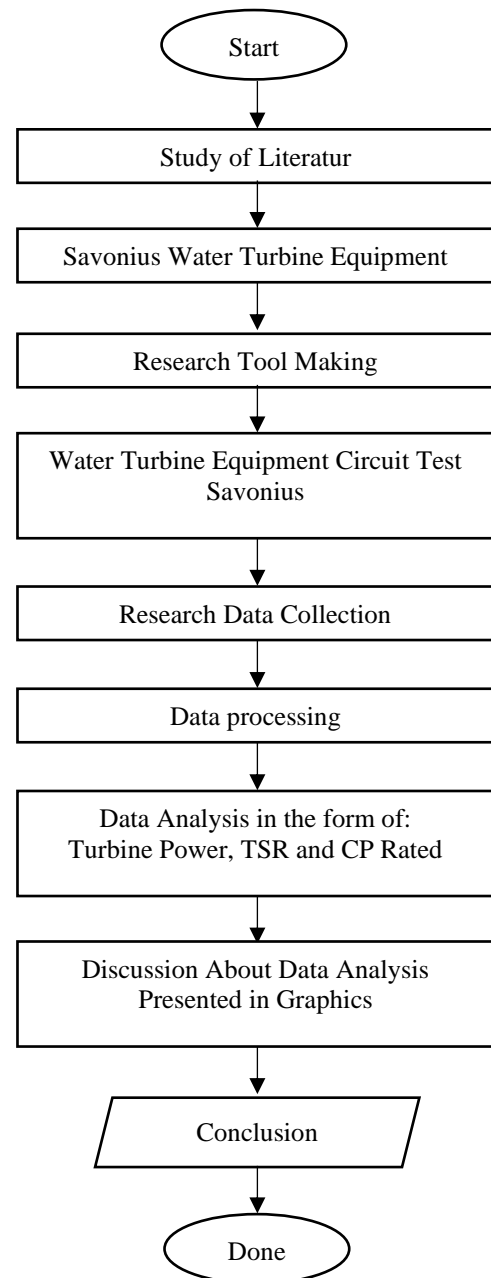 Start
Study of Literatur
Savonius Water Turbine Equipment
Research Tool Making
Water Turbine Equipment Circuit Test
Savonius
Research Data Collection
Data processing
Data Analysis in the form of:
Turbine Power, TSR and CP Rated
Discussion About Data Analysis
Presented in Graphics
Conclusion
Done